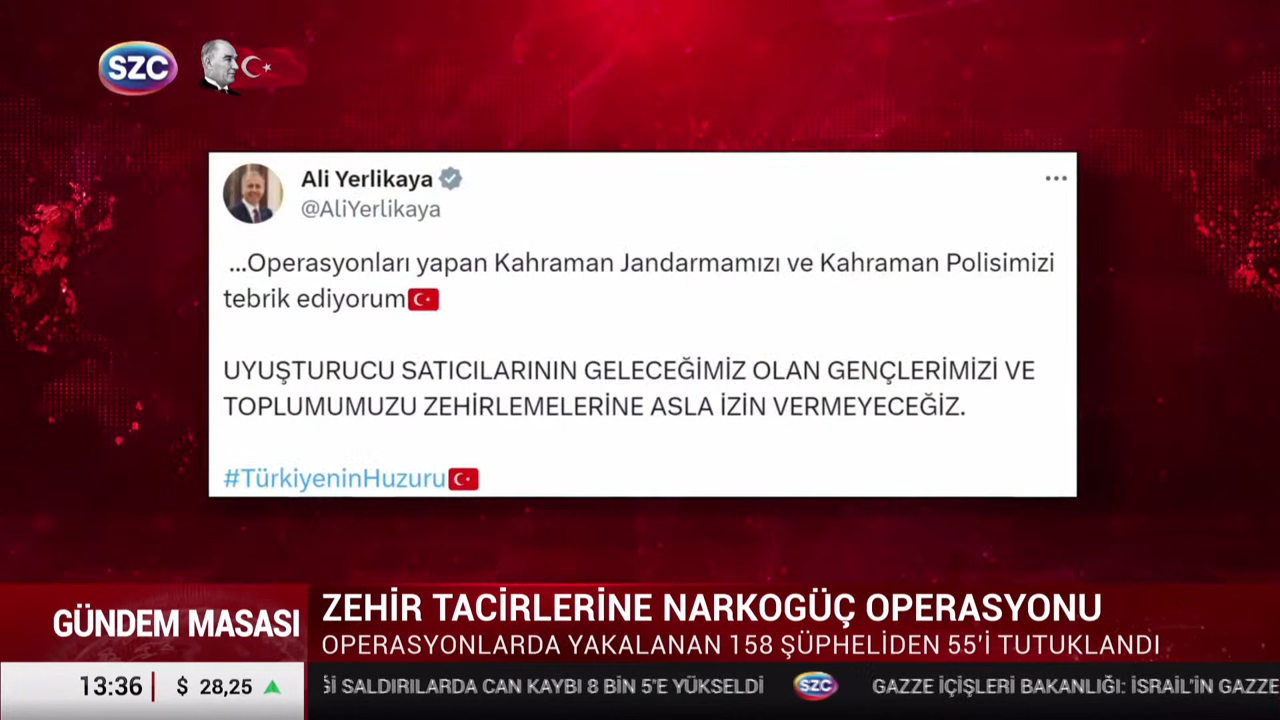 SZC
Ali Yerlikaya
@AliYerlikaya
...Operasyonları yapan Kahraman Jandarmamızı ve Kahraman Polisimizi
tebrik ediyorum🇹🇷
UYUŞTURUCU SATICILARININ GELECEĞİMİZ OLAN GENÇLERİMİZİ VE
TOPLUMUMUZU ZEHİRLEMELERİNE ASLA İZİN VERMEYECEĞİZ.
#TürkiyeninHuzuru🇹🇷
GÜNDEM MASASI
ZEHİR TACİRLERİNE NARKOGÜÇ OPERASYONU
OPERASYONLARDA YAKALANAN 158 ŞÜPHELİDEN 55'İ TUTUKLANDI
13:36 $ 28,25
Ğİ SALDIRILARDA CAN KAYBI 8 BİN 5'E YÜKSELDİ SZC GAZZE İÇİŞLERİ BAKANLIĞI: İSRAİL'İN GAZZE